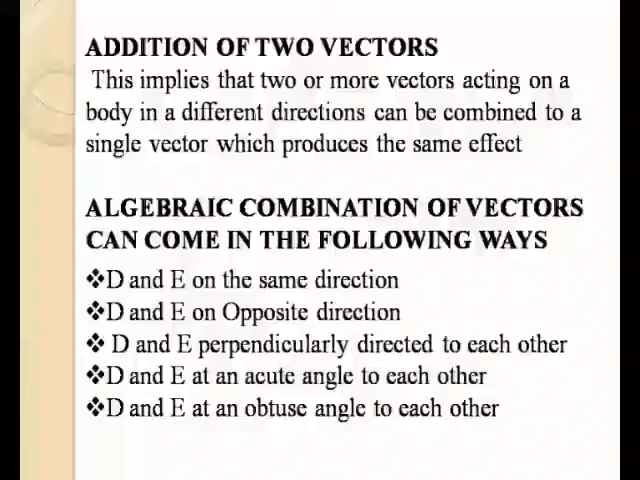 ADDITION OF TWO VECTORS
This implies that two or more vectors acting on a
body in a different directions can be combined to a
single vector which produces the same effect
ALGEBRAIC COMBINATION OF VECTORS
CAN COME IN THE FOLLOWING WAYS
❖D and E on the same direction
❖D and E on Opposite direction
❖ D and E perpendicularly directed to each other
❖D and E at an acute angle to each other
❖D and E at an obtuse angle to each other